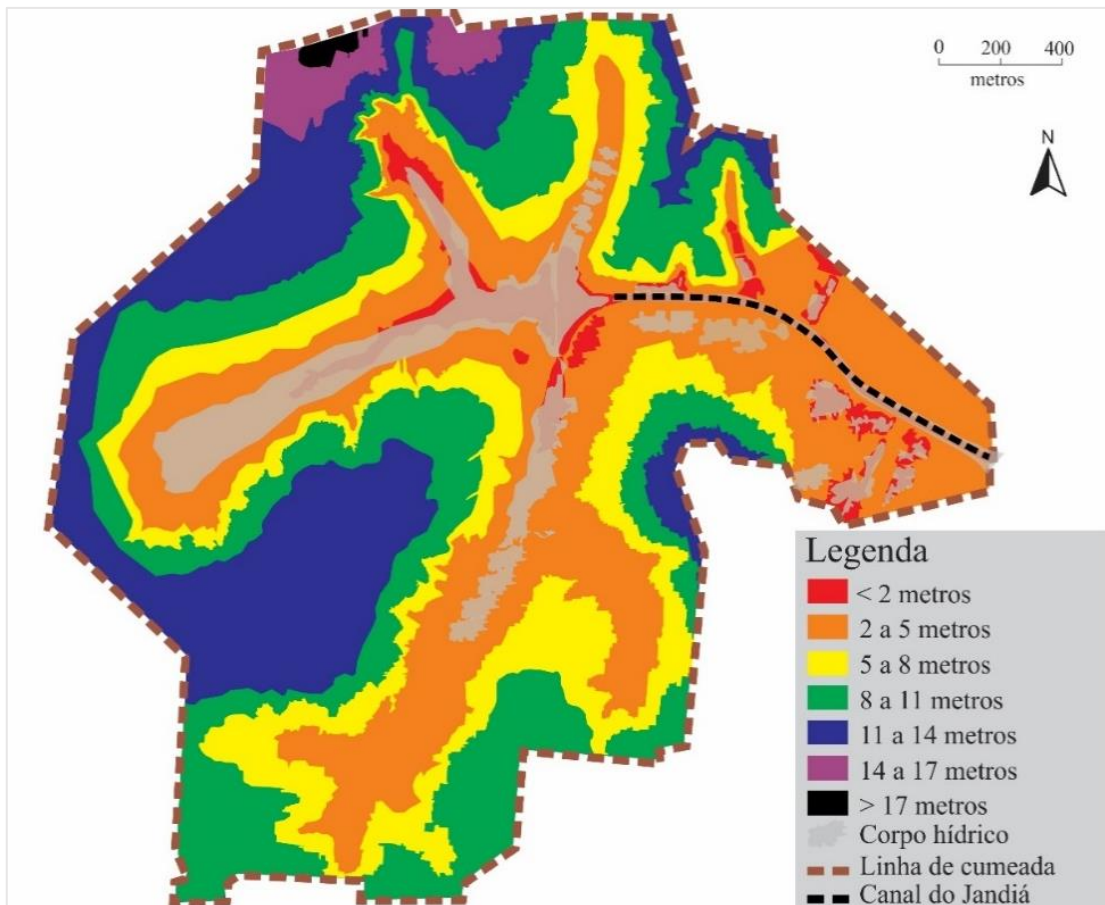 0 200 400
metros
N
Legenda
< 2 metros
2 a 5 metros
5 a 8 metros
8 a 11 metros
11 a 14 metros
14 a 17 metros
> 17 metros
Corpo hídrico
Linha de cumeada
Canal do Jandiá